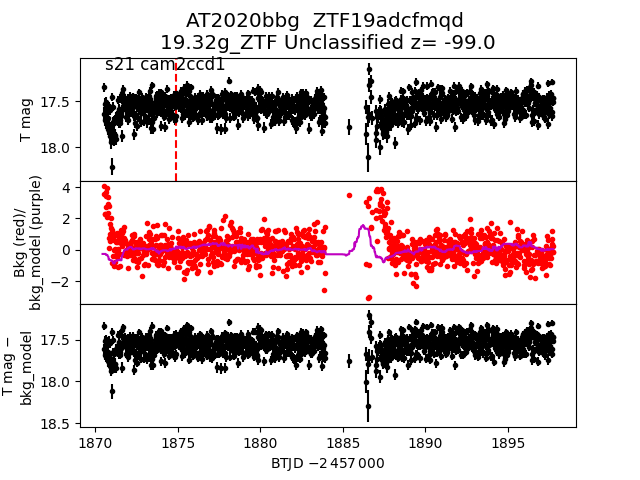 AT2020bbg ZTF19adcfmqd
19.32g_ZTF Unclassified z= -99.0
s21 cam2ccd1
T mag
17.5
18.0
Bkg (red)/
bkg_model (purple)
4
2
0
−2
T mag −
bkg_model
17.5
18.0
18.5
1870
1875
1880
1885
1890
1895
BTJD −2 457 000